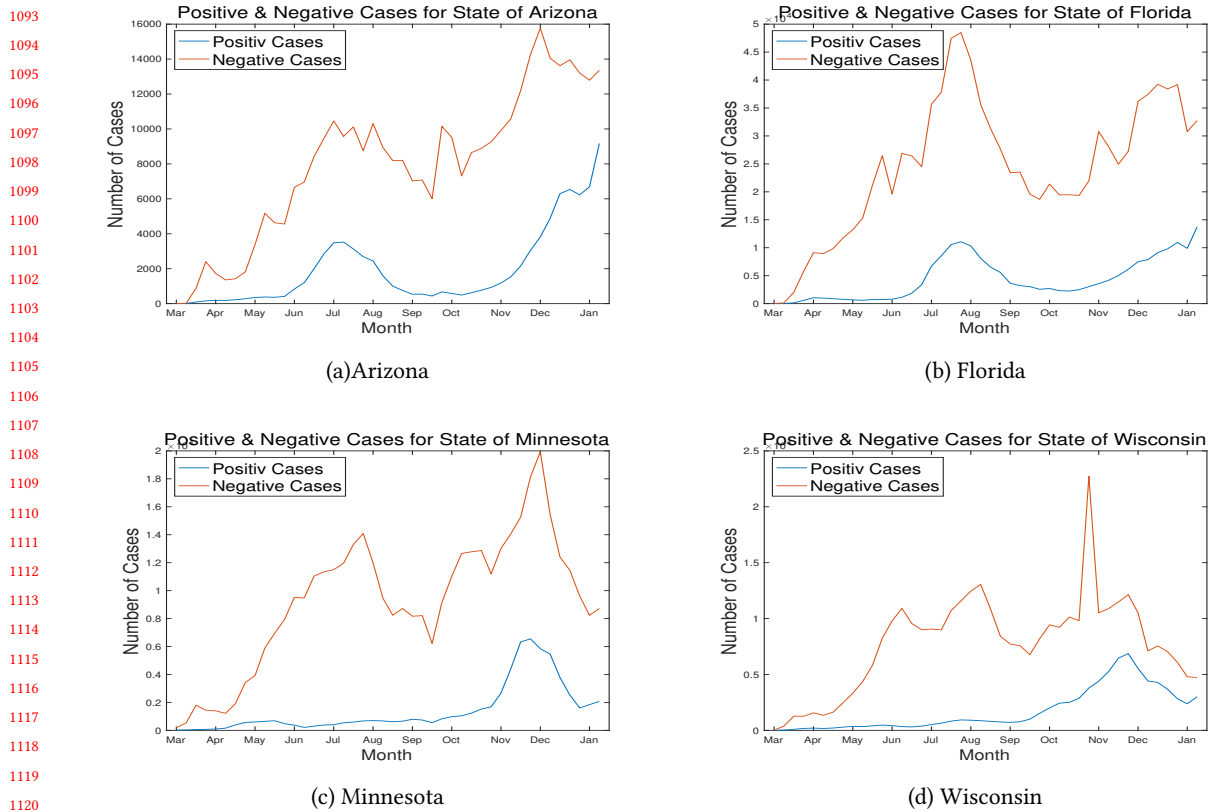 1093
1094
1095
1096
1097
1098
1099
1100
1101
1102
1103
1104
1105
1106
1107
1108
1109
1110
1111
1112
1113
1114
1115
1116
1117
1118
1119
1120
Positive & Negative Cases for State of Arizona
Positiv Cases
Negative Cases
Number of Cases
16000
14000
12000
10000
8000
6000
4000
2000
0
Mar Apr May Jun Jul Aug Sep Oct Nov Dec Jan
Month
(a)Arizona
Positive & Negative Cases for State of Florida
Positiv Cases
Negative Cases
Number of Cases
5
4.5
4
3.5
3
2.5
2
1.5
1
0.5
0
Mar Apr May Jun Jul Aug Sep Oct Nov Dec Jan
Month
(b) Florida
Positive & Negative Cases for State of Minnesota
Positiv Cases
Negative Cases
Number of Cases
2
1.8
1.6
1.4
1.2
1
0.8
0.6
0.4
0.2
0
Mar Apr May Jun Jul Aug Sep Oct Nov Dec Jan
Month
(c) Minnesota
Positive & Negative Cases for State of Wisconsin
Positiv Cases
Negative Cases
Number of Cases
2.5
2
1.5
1
0.5
0
Mar Apr May Jun Jul Aug Sep Oct Nov Dec Jan
Month
(d) Wisconsin